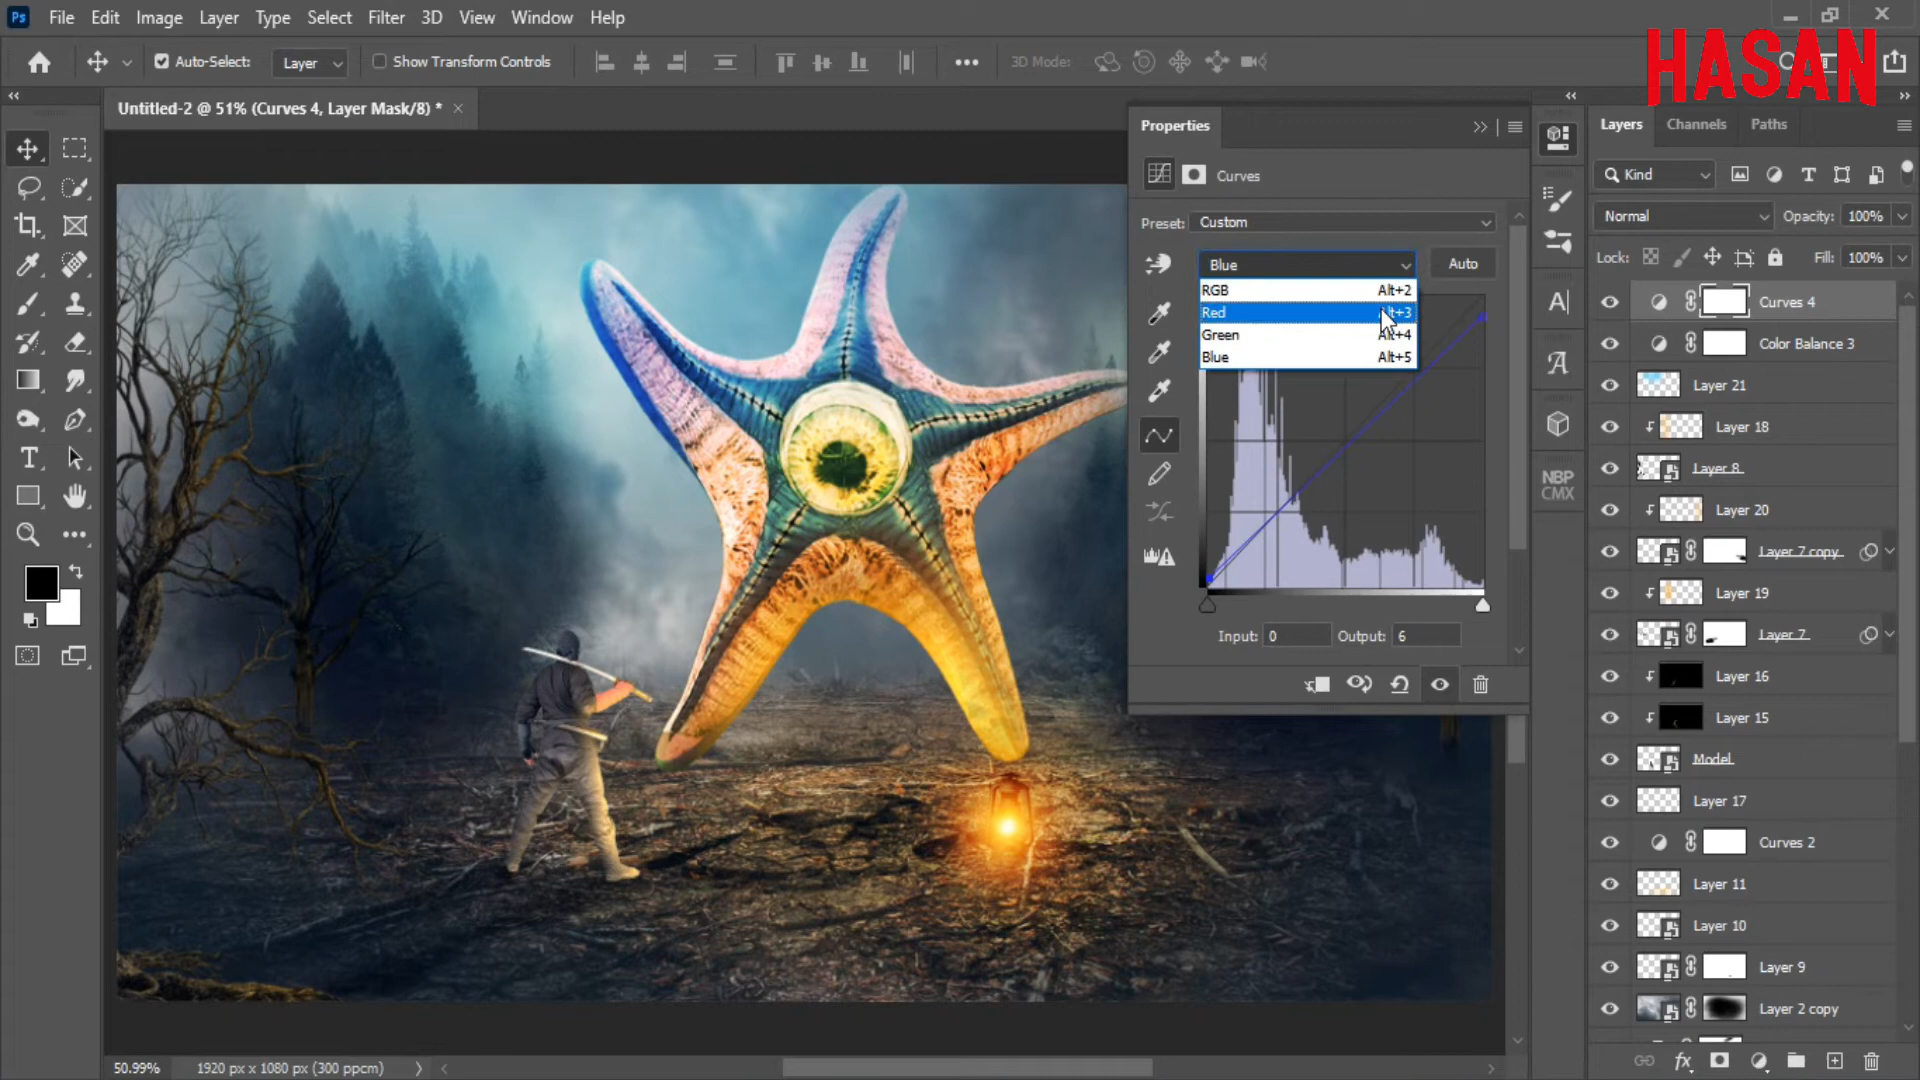 Ps File Edit Image Layer Type Select Filter 3D View Window Help
HASAN
Auto-Select: Layer Show Transform Controls 3D Mode:
Untitled-2 @ 51% (Curves 4, Layer Mask/8) *
Properties
Curves
Preset: Custom
Blue Auto
RGB Alt+2
Red Alt+3
Green Alt+4
Blue Alt+5
Input: 0 Output: 6
NBP
CMX
Layers Channels Paths
Kind
Normal Opacity: 100%
Lock: Fill: 100%
Curves 4
Color Balance 3
Layer 21
Layer 18
Layer 8
Layer 20
Layer 7 copy
Layer 19
Layer 7
Layer 16
Layer 15
Model
Layer 17
Curves 2
Layer 11
Layer 10
Layer 9
Layer 2 copy
50.99% 1920 px x 1080 px (300 ppcm)